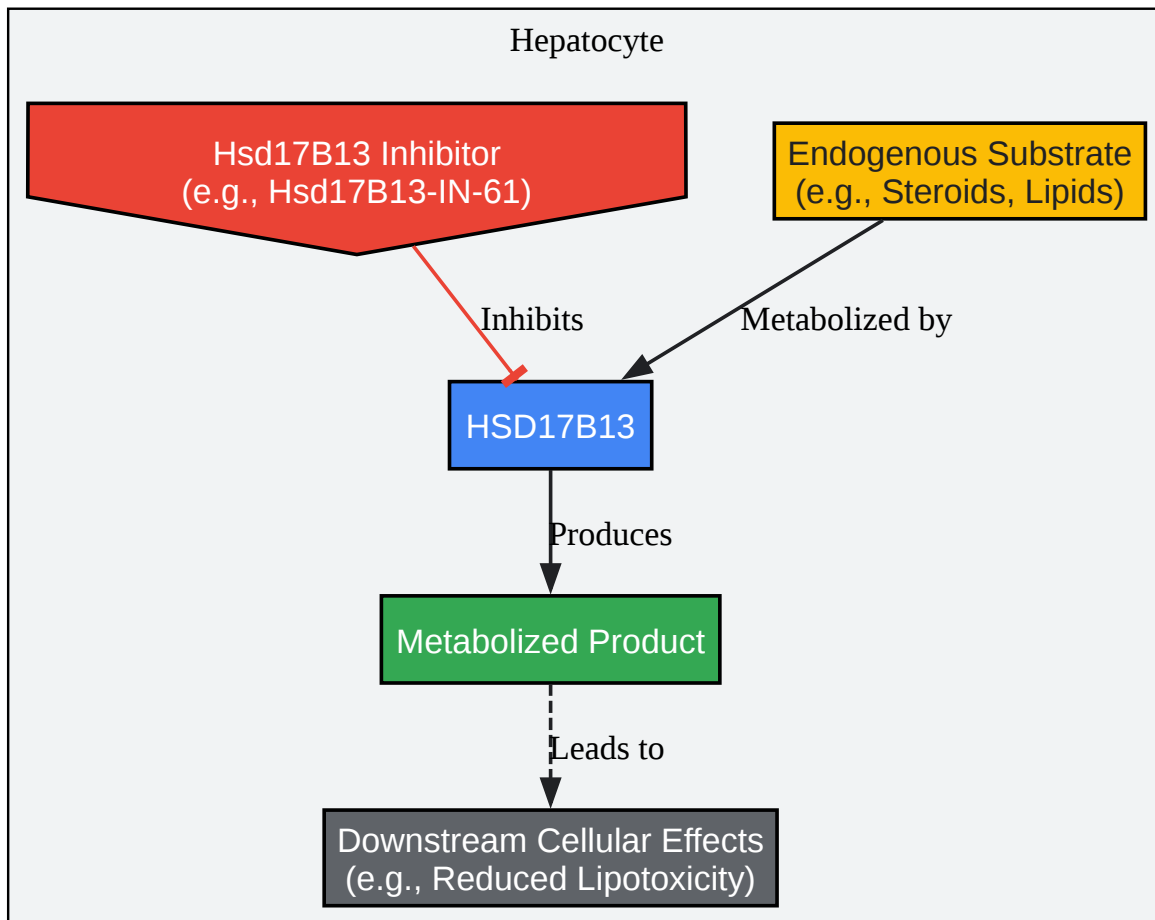 Hepatocyte
Hsd17B13 Inhibitor
(e.g., Hsd17B13-IN-61)
Endogenous Substrate
(e.g., Steroids, Lipids)
Inhibits
Metabolized by
HSD17B13
Produces
Metabolized Product
Leads to
Downstream Cellular Effects
(e.g., Reduced Lipotoxicity)